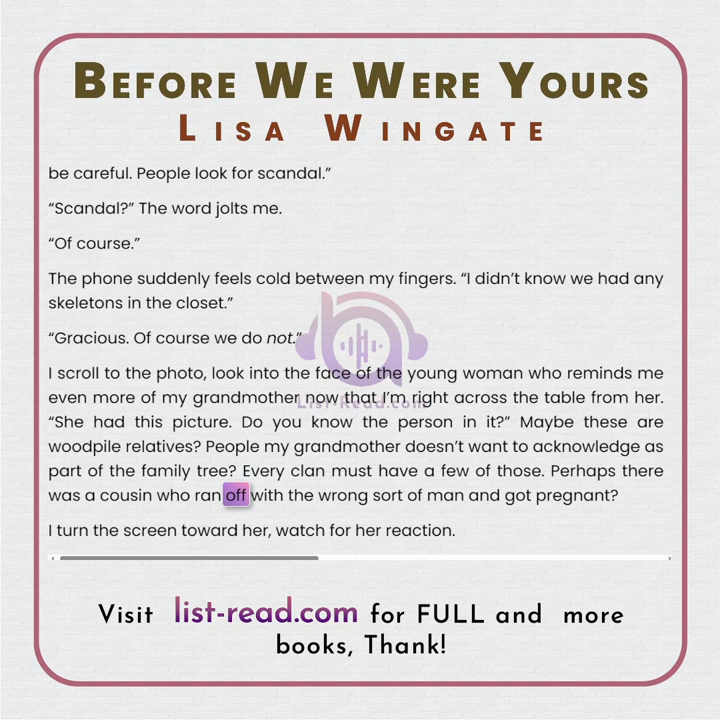 BEFORE WE WERE YOURS
LISA WINGATE
be careful. People look for scandal.”
“Scandal?” The word jolts me.
“Of course.”
The phone suddenly feels cold between my fingers. “I didn’t know we had any
skeletons in the closet.”
“Gracious. Of course we do not.”
I scroll to the photo, look into the face of the young woman who reminds me
even more of my grandmother now that I’m right across the table from her.
List-Read.com
“She had this picture. Do you know the person in it?” Maybe these are
woodpile relatives? People my grandmother doesn’t want to acknowledge as
part of the family tree? Every clan must have a few of those. Perhaps there
was a cousin who ran off with the wrong sort of man and got pregnant?
I turn the screen toward her, watch for her reaction.
Visit list-read.com for FULL and more
books, Thank!